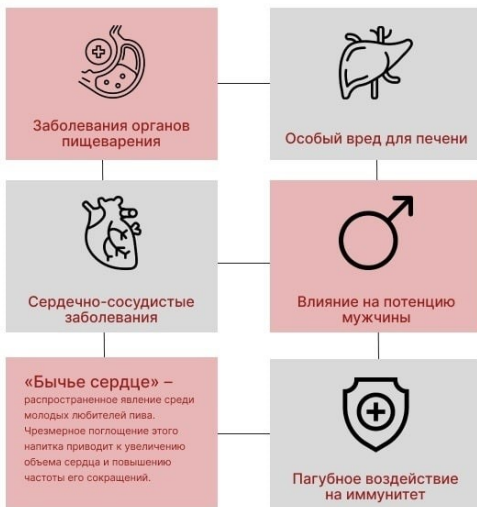 Заболевания органов
пищеварения
Особый вред для печени
Сердечно-сосудистые
заболевания
Влияние на потенцию
мужчины
«Бычье сердце» –
распространенное явление среди
молодых любителей пива.
Чрезмерное поглощение этого
напитка приводит к увеличению
объема сердца и повышению
частоты его сокращений.
Пагубное воздействие
на иммунитет